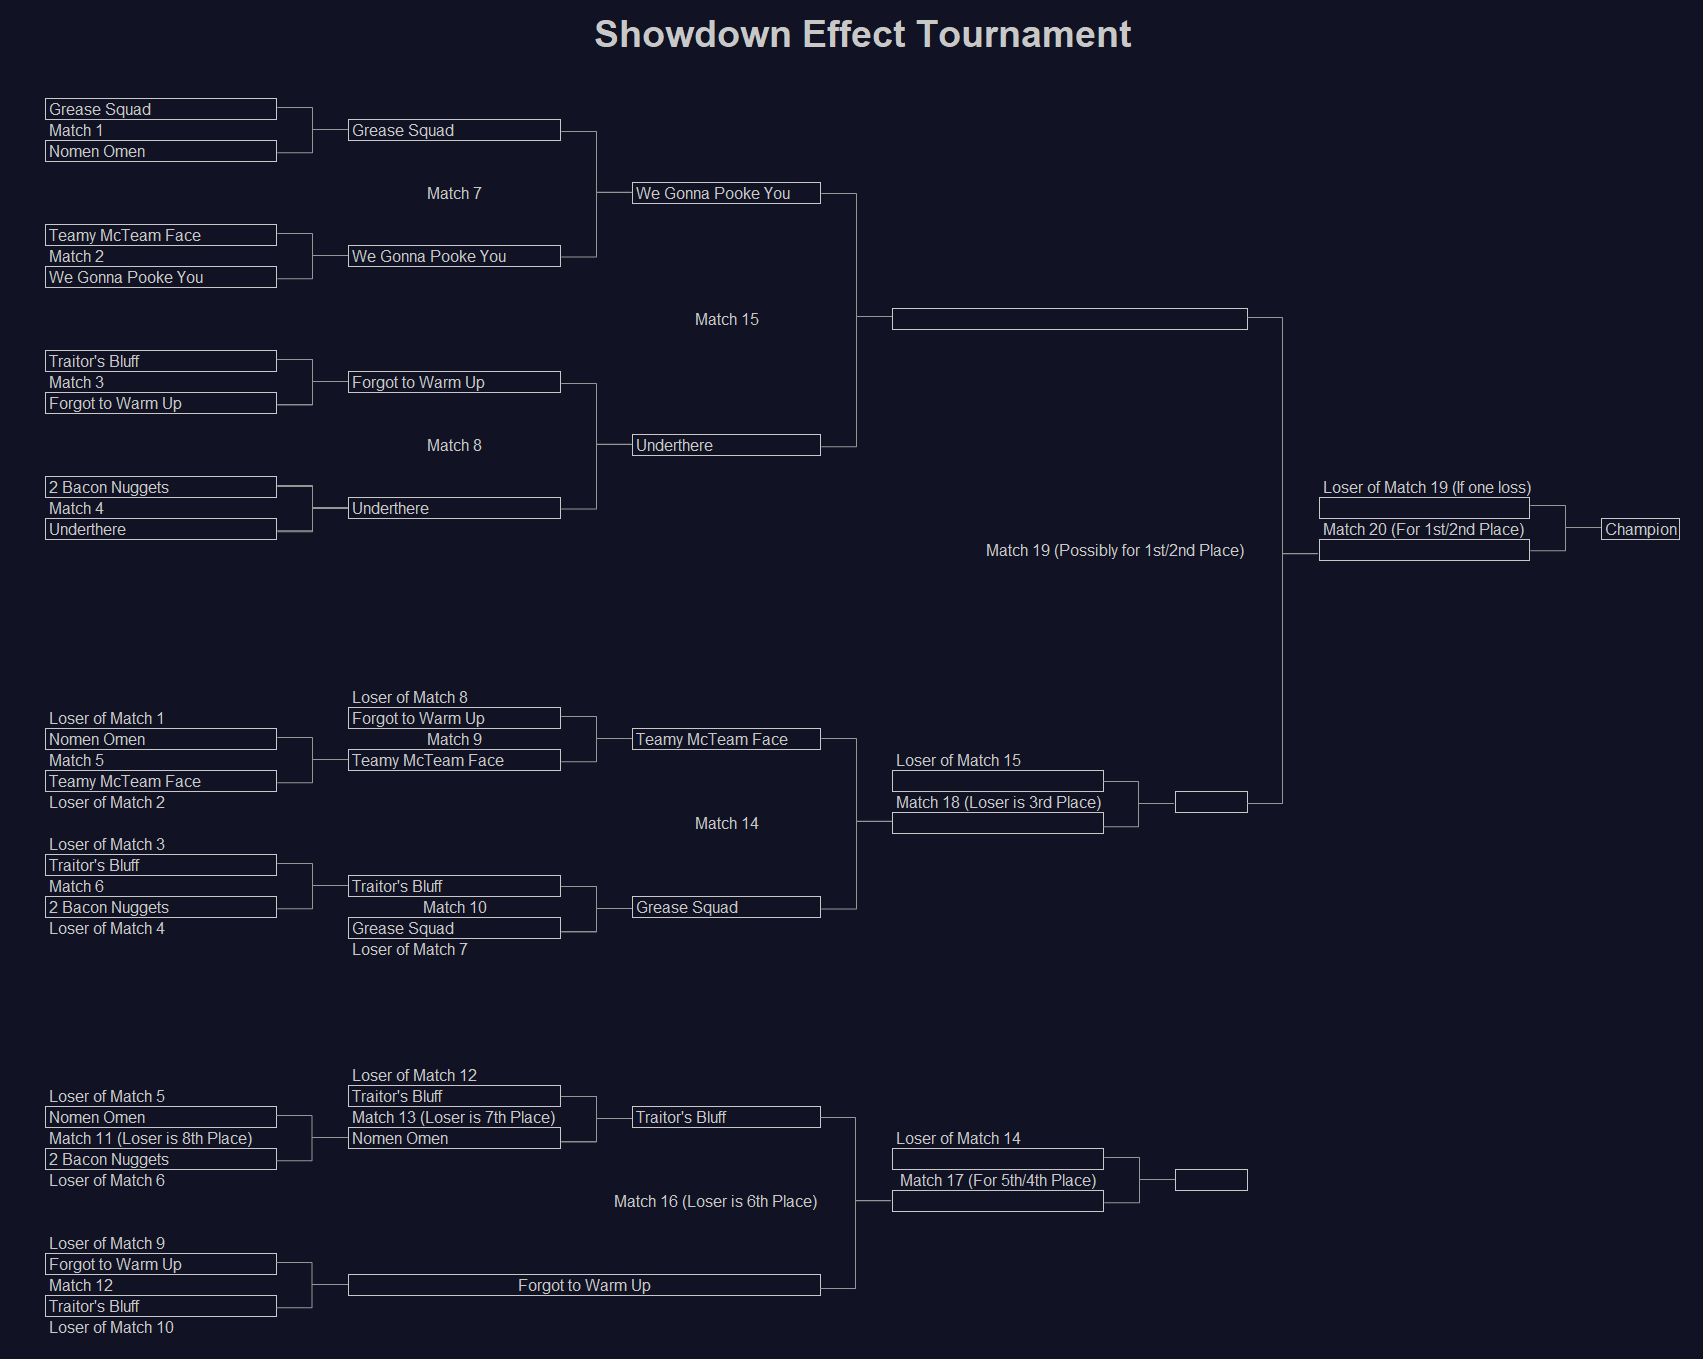 Showdown Effect Tournament
Grease Squad
Match 1
Nomen Omen
Grease Squad
Match 7
We Gonna Pooke You
Teamy McTeam Face
Match 2
We Gonna Pooke You
We Gonna Pooke You
Match 15
Traitor's Bluff
Match 3
Forgot to Warm Up
Forgot to Warm Up
Match 8
Underthere
2 Bacon Nuggets
Match 4
Underthere
Underthere
Match 19 (Possibly for 1st/2nd Place)
Loser of Match 19 (If one loss)
Match 20 (For 1st/2nd Place)
Champion
Loser of Match 1
Nomen Omen
Match 5
Teamy McTeam Face
Loser of Match 2
Loser of Match 8
Forgot to Warm Up
Match 9
Teamy McTeam Face
Teamy McTeam Face
Match 14
Loser of Match 15
Match 18 (Loser is 3rd Place)
Loser of Match 3
Traitor's Bluff
Match 6
2 Bacon Nuggets
Loser of Match 4
Traitor's Bluff
Match 10
Grease Squad
Loser of Match 7
Grease Squad
Loser of Match 5
Nomen Omen
Match 11 (Loser is 8th Place)
2 Bacon Nuggets
Loser of Match 6
Loser of Match 12
Traitor's Bluff
Match 13 (Loser is 7th Place)
Nomen Omen
Traitor's Bluff
Match 16 (Loser is 6th Place)
Loser of Match 14
Match 17 (For 5th/4th Place)
Loser of Match 9
Forgot to Warm Up
Match 12
Traitor's Bluff
Loser of Match 10
Forgot to Warm Up